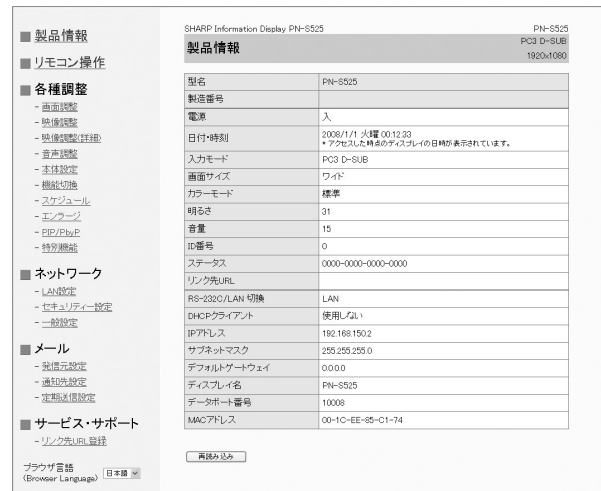 ■ 製品情報
■ リモコン操作
■ 各種調整
- 画面調整
- 映像調整
- 映像調整(詳細)
- 音声調整
- 本体設定
- 機能切換
- スケジュール
- エンラージ
- PIP/PbyP
- 特別機能
■ ネットワーク
- LAN設定
- セキュリティー設定
- 一般設定
■ メール
- 発信元設定
- 通知先設定
- 定期送信設定
■ サービス・サポート
- リンク先URL登録
ブラウザ言語
(Browser Language) 日本語
SHARP Information Display PN-S525 PN-S525
製品情報 PC3 D-SUB
1920x1080
型名 PN-S525
製造番号
電源 入
日付・時刻 2008/1/1 火曜 00:12:33
* アクセスした時点のディスプレイの日時が表示されています。
入力モード PC3 D-SUB
画面サイズ ワイド
カラーモード 標準
明るさ 31
音量 15
ID番号 0
ステータス 0000-0000-0000-0000
リンク先URL
RS-232C/LAN 切換 LAN
DHCPクライアント 使用しない
IPアドレス 192.168.150.2
サブネットマスク 255.255.255.0
デフォルトゲートウェイ 0.0.0.0
ディスプレイ名 PN-S525
データポート番号 10008
MACアドレス 00-1C-EE-85-C1-74
再読み込み